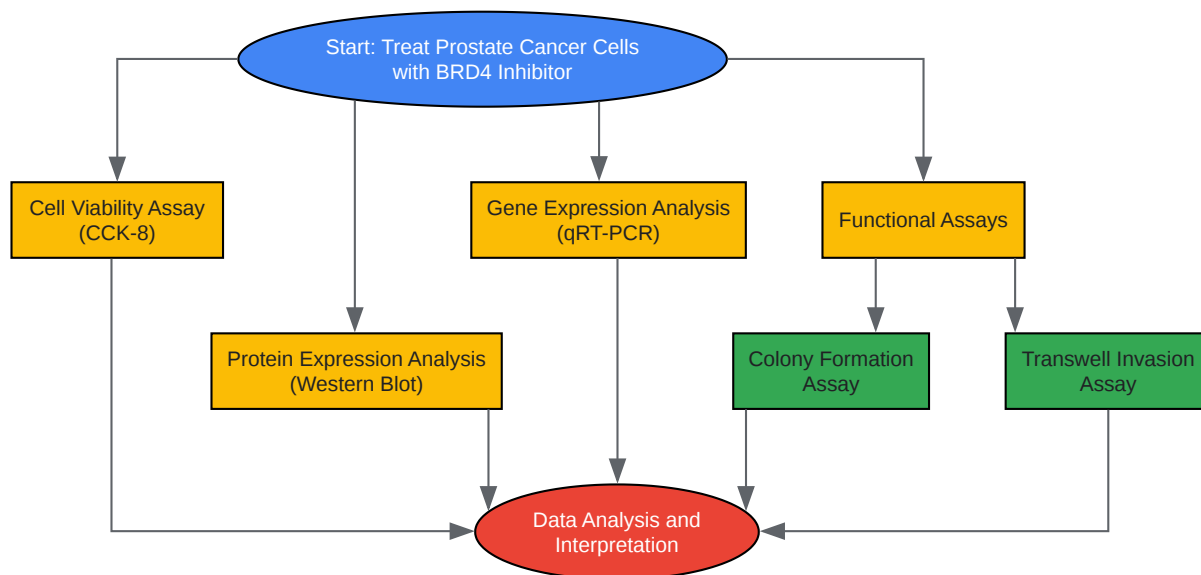 Start: Treat Prostate Cancer Cells
with BRD4 Inhibitor
Cell Viability Assay
(CCK-8)
Gene Expression Analysis
(qRT-PCR)
Functional Assays
Protein Expression Analysis
(Western Blot)
Colony Formation
Assay
Transwell Invasion
Assay
Data Analysis and
Interpretation